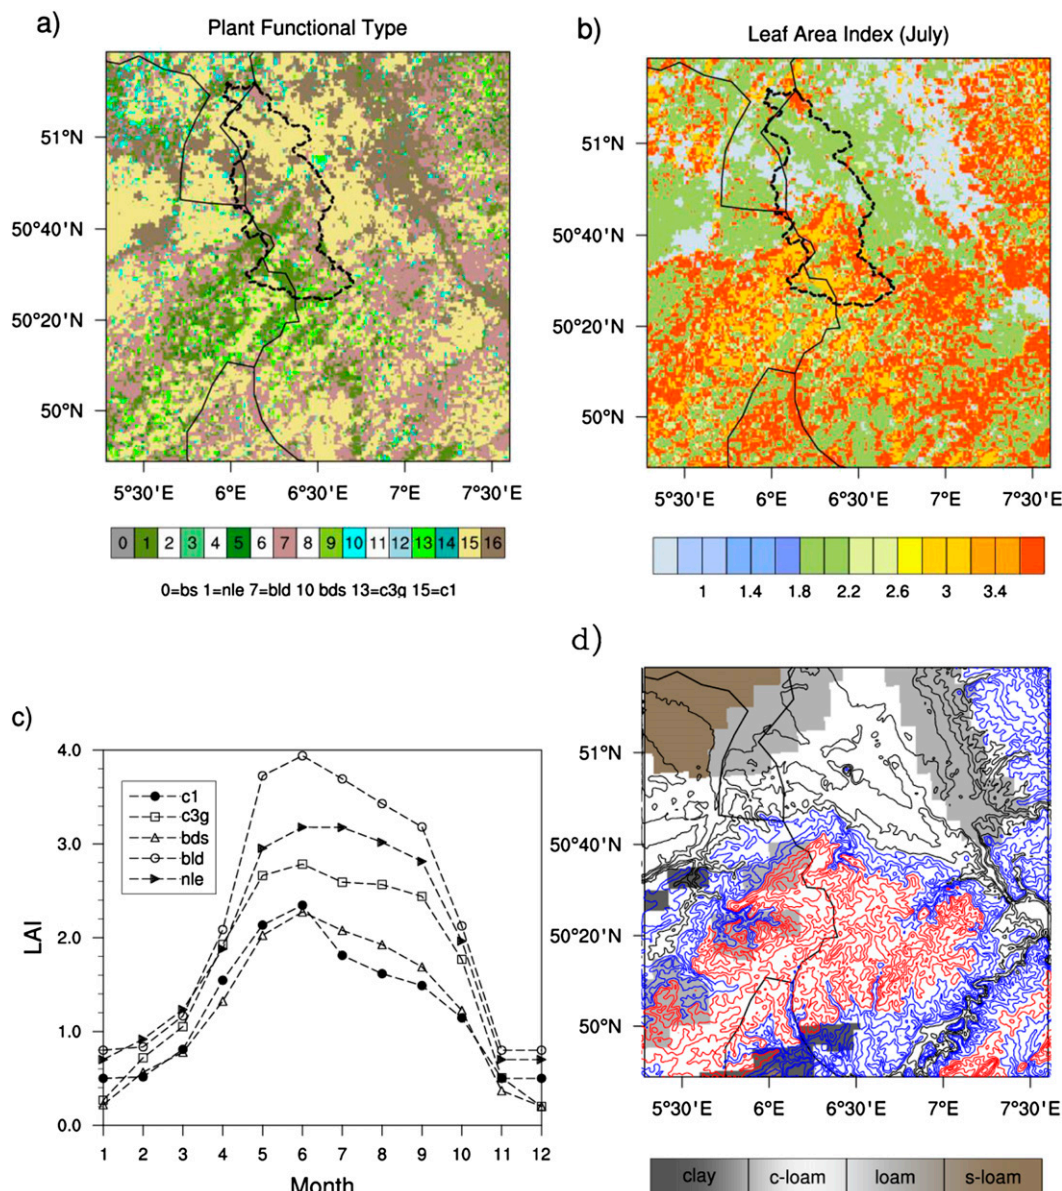 a)
Plant Functional Type
51°N
50°40'N
50°20'N
50°N
5°30'E 6°E 6°30'E 7°E 7°30'E
0 1 2 3 4 5 6 7 8 9 10 11 12 13 14 15 16
0=bs 1=nle 7=bld 10 bds 13=c3g 15=c1
b)
Leaf Area Index (July)
51°N
50°40'N
50°20'N
50°N
5°30'E 6°E 6°30'E 7°E 7°30'E
1 1.4 1.8 2.2 2.6 3 3.4
c)
4.0
3.0
2.0
1.0
0.0
LAI
c1
c3g
bds
bld
nle
1 2 3 4 5 6 7 8 9 10 11 12
Month
d)
51°N
50°40'N
50°20'N
50°N
5°30'E 6°E 6°30'E 7°E 7°30'E
clay c-loam loam s-loam